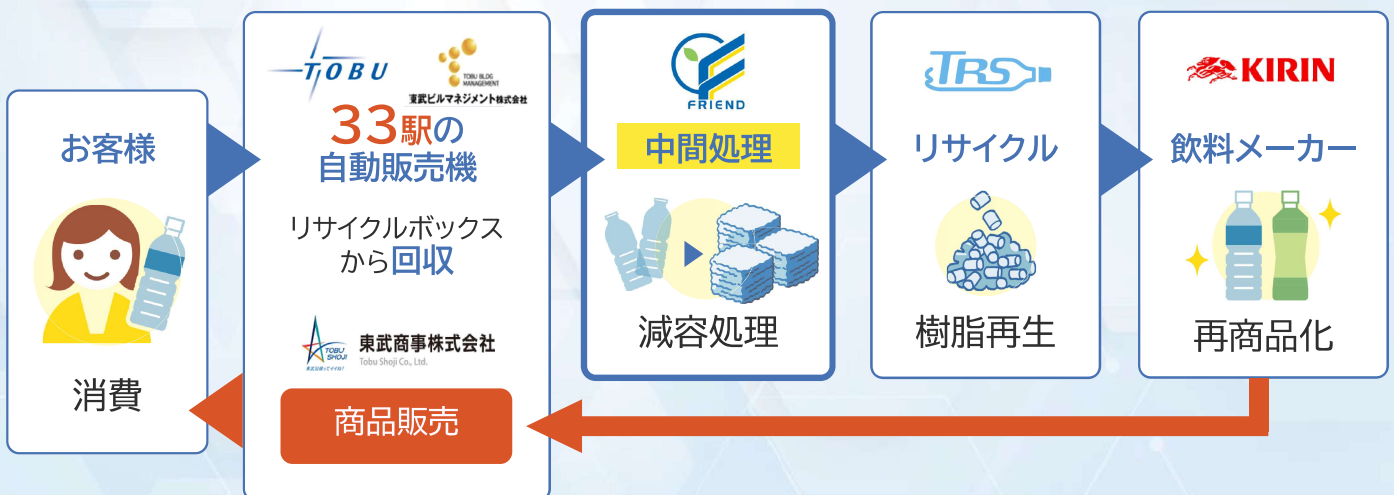 お客様
消費
TOBU
TOBU BLDG
MANAGEMENT
東武ビルマネジメント株式会社
33駅の
自動販売機
リサイクルボックス
から回収
TOBU
SHOJI
東武商事株式会社
Tobu Shoji Co., Ltd.
商品販売
FRIEND
中間処理
減容処理
TRS
リサイクル
樹脂再生
KIRIN
飲料メーカー
再商品化